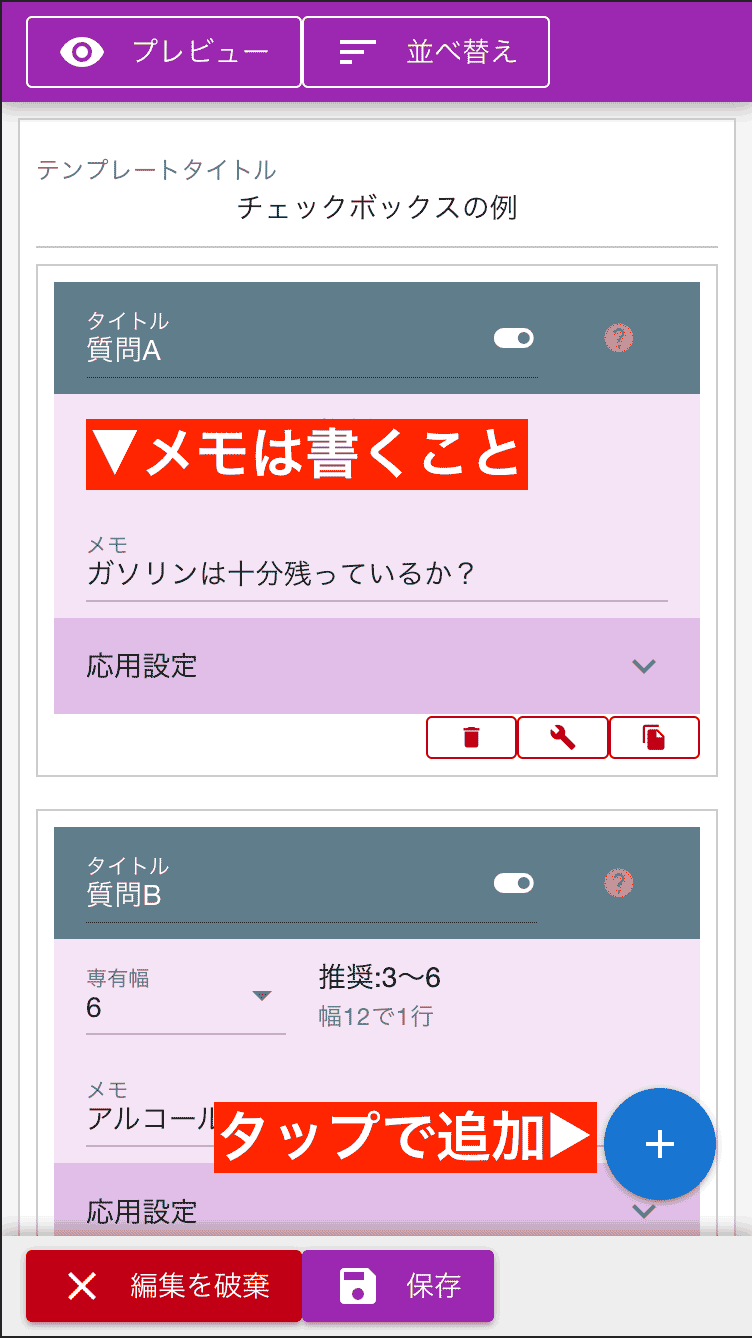 プレビュー
並べ替え
テンプレートタイトル
チェックボックスの例
タイトル
質問A
▼メモは書くこと
メモ
ガソリンは十分残っているか？
応用設定
タイトル
質問B
専有幅
6
推奨:3〜6
幅12で1行
メモ
アルコール
タップで追加▶
応用設定
編集を破棄
保存